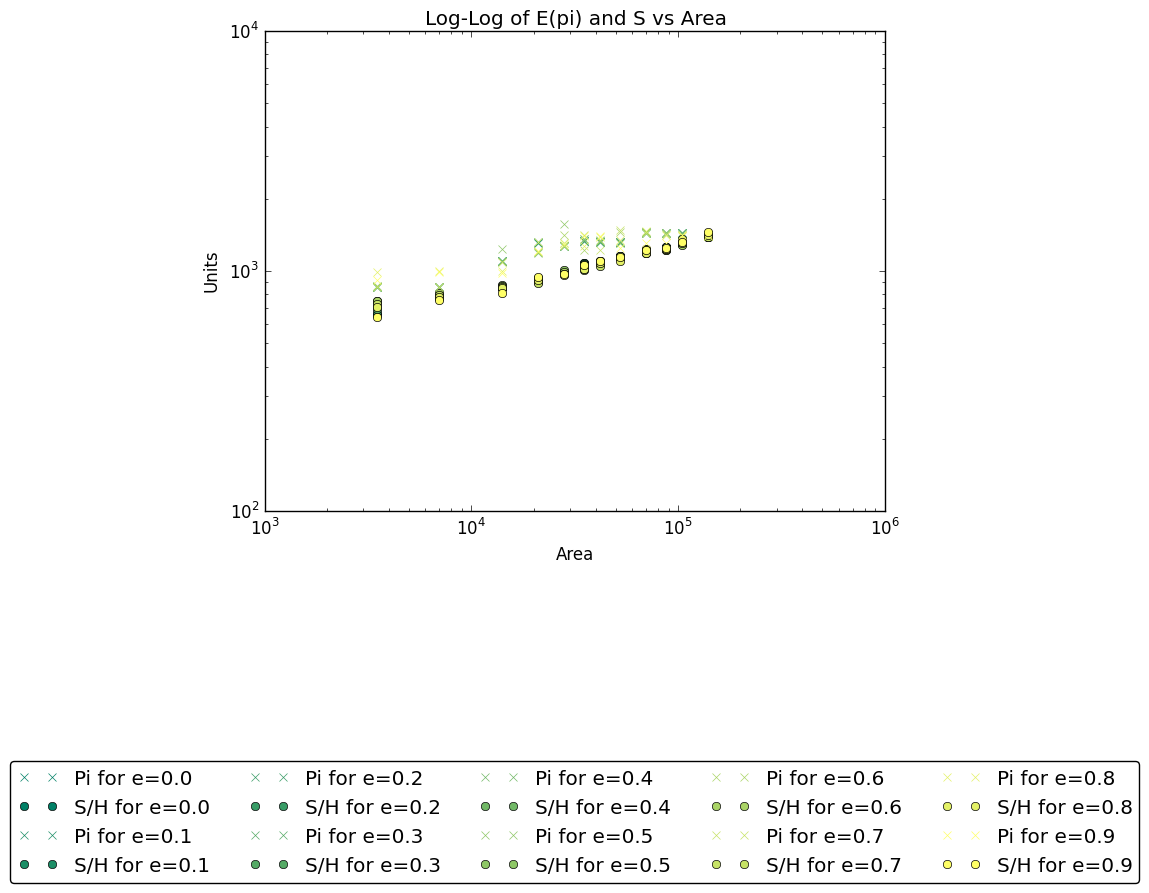 Log-Log of E(pi) and S vs Area
10^4
10^3
10^2
Units
10^3 10^4 10^5 10^6
Area
Pi for e=0.0 Pi for e=0.2 Pi for e=0.4 Pi for e=0.6 Pi for e=0.8
S/H for e=0.0 S/H for e=0.2 S/H for e=0.4 S/H for e=0.6 S/H for e=0.8
Pi for e=0.1 Pi for e=0.3 Pi for e=0.5 Pi for e=0.7 Pi for e=0.9
S/H for e=0.1 S/H for e=0.3 S/H for e=0.5 S/H for e=0.7 S/H for e=0.9